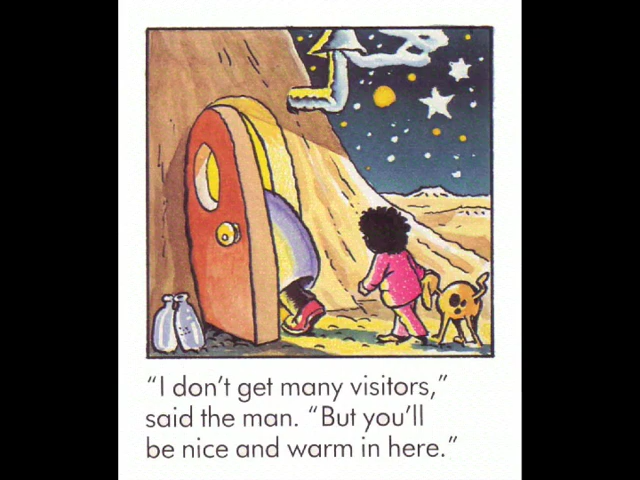 “I don’t get many visitors,”
said the man. “But you’ll
be nice and warm in here.”